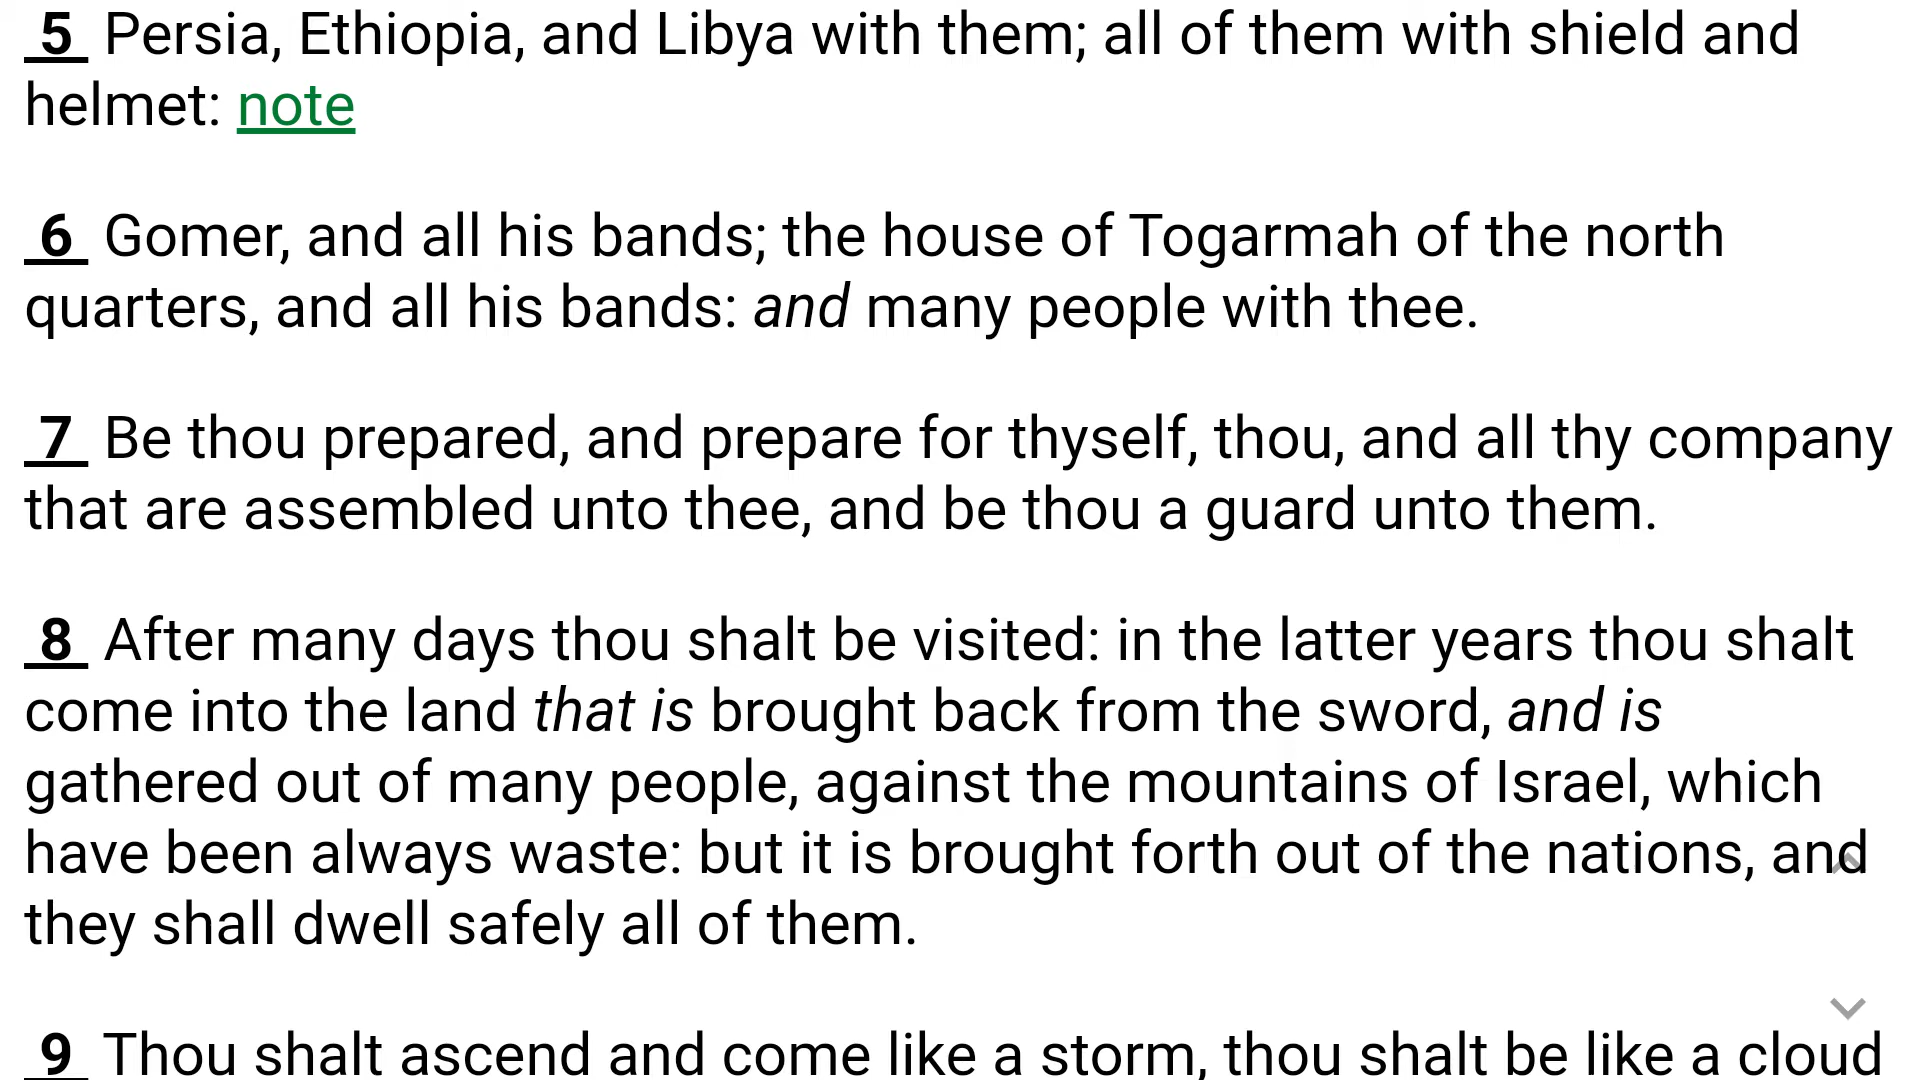 5 Persia, Ethiopia, and Libya with them; all of them with shield and
helmet: note
6 Gomer, and all his bands; the house of Togarmah of the north
quarters, and all his bands: and many people with thee.
7 Be thou prepared, and prepare for thyself, thou, and all thy company
that are assembled unto thee, and be thou a guard unto them.
8 After many days thou shalt be visited: in the latter years thou shalt
come into the land that is brought back from the sword, and is
gathered out of many people, against the mountains of Israel, which
have been always waste: but it is brought forth out of the nations, and
they shall dwell safely all of them.
9 Thou shalt ascend and come like a storm, thou shalt be like a cloud